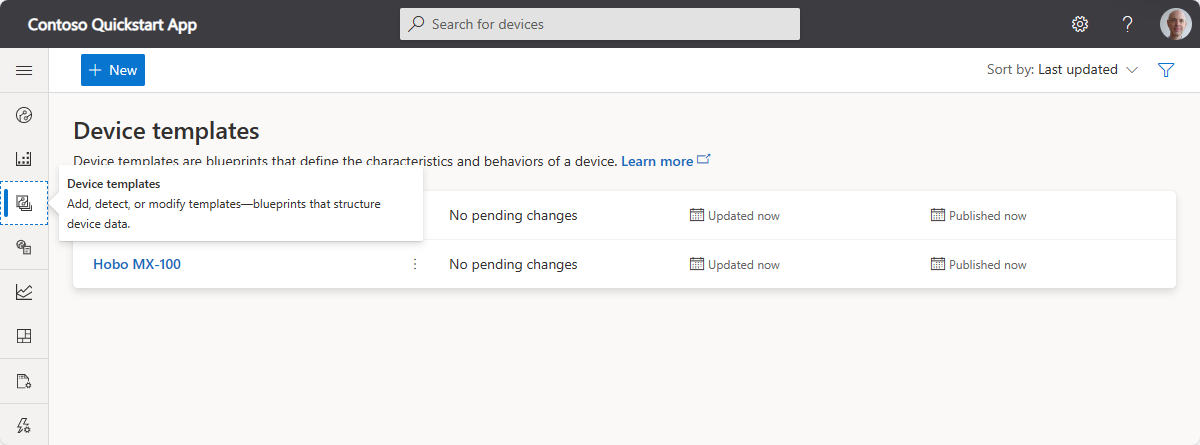 Contoso Quickstart App
Search for devices
New
Sort by: Last updated
Device templates
Device templates are blueprints that define the characteristics and behaviors of a device. Learn more
Device templates
Add, detect, or modify templates—blueprints that structure
device data.
No pending changes Updated now Published now
Hobo MX-100 No pending changes Updated now Published now